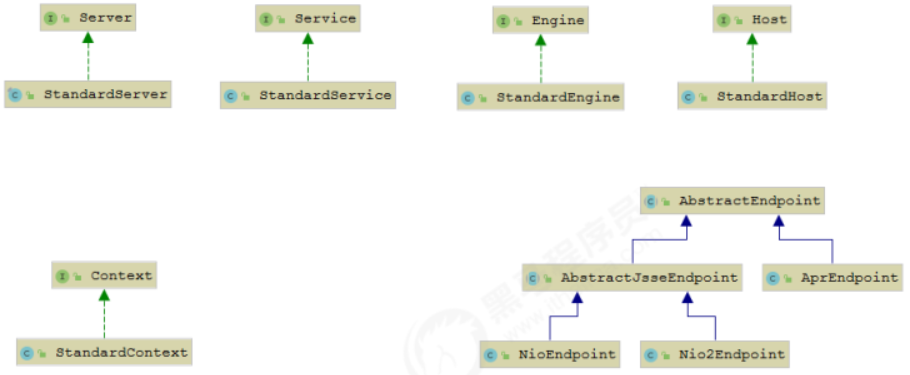 Server
Service
Engine
Host
StandardServer
StandardService
StandardEngine
StandardHost
AbstractEndpoint
Context
AbstractJsseEndpoint
AprEndpoint
StandardContext
NioEndpoint
Nio2Endpoint
黑马程序员